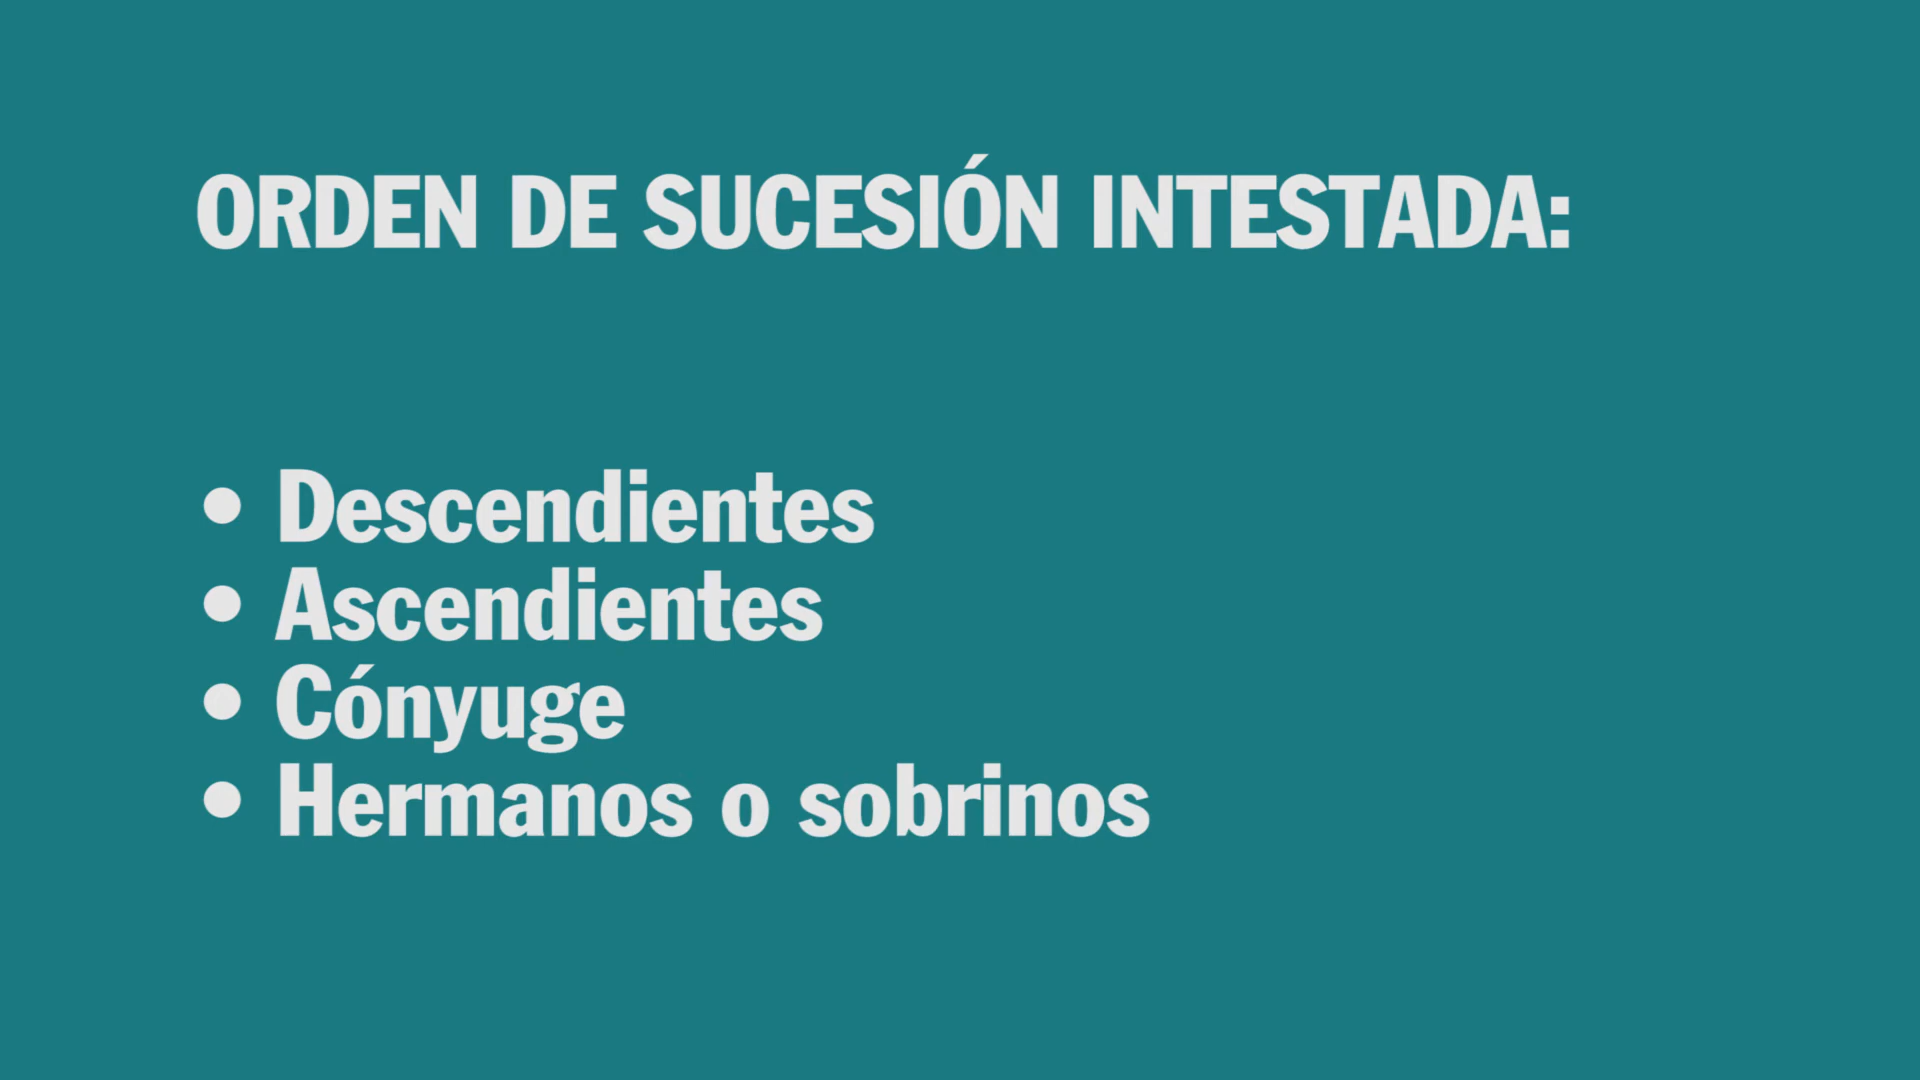 ORDEN DE SUCESIÓN INTESTADA:
• Descendientes
• Ascendientes
• Cónyuge
• Hermanos o sobrinos